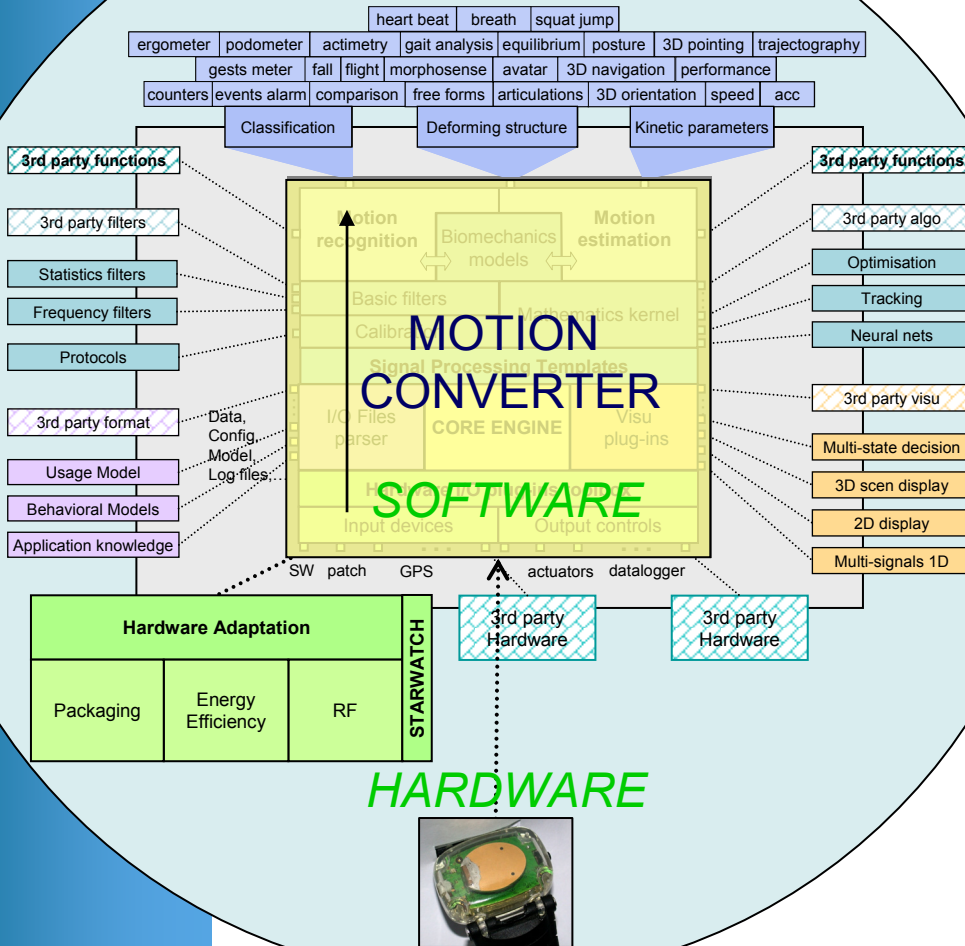 heart beat breath squat jump
ergometer podometer actimetry gait analysis equilibrium posture 3D pointing trajectography
gests meter fall flight morphosense avatar 3D navigation performance
counters events alarm comparison free forms articulations 3D orientation speed acc
Classification Deforming structure Kinetic parameters
3rd party functions
3rd party filters
Statistics filters
Frequency filters
Protocols
3rd party format
Usage Model
Behavioral Models
Application knowledge
Data,
Config,
Model,
Log files,
Motion
recognition
Biomechanics
models
Motion
estimation
Basic filters
Mathematics kernel
Calibration
Signal Processing Templates
I/O Files
parser
CORE ENGINE
Visu
plug-ins
Hardware I/O plug-ins toolbox
Input devices Output controls
MOTION
CONVERTER
SOFTWARE
3rd party functions
3rd party algo
Optimisation
Tracking
Neural nets
3rd party visu
Multi-state decision
3D scen display
2D display
Multi-signals 1D
SW patch GPS actuators datalogger
Hardware Adaptation
Packaging
Energy
Efficiency
RF
STARWATCH
3rd party
Hardware
3rd party
Hardware
HARDWARE